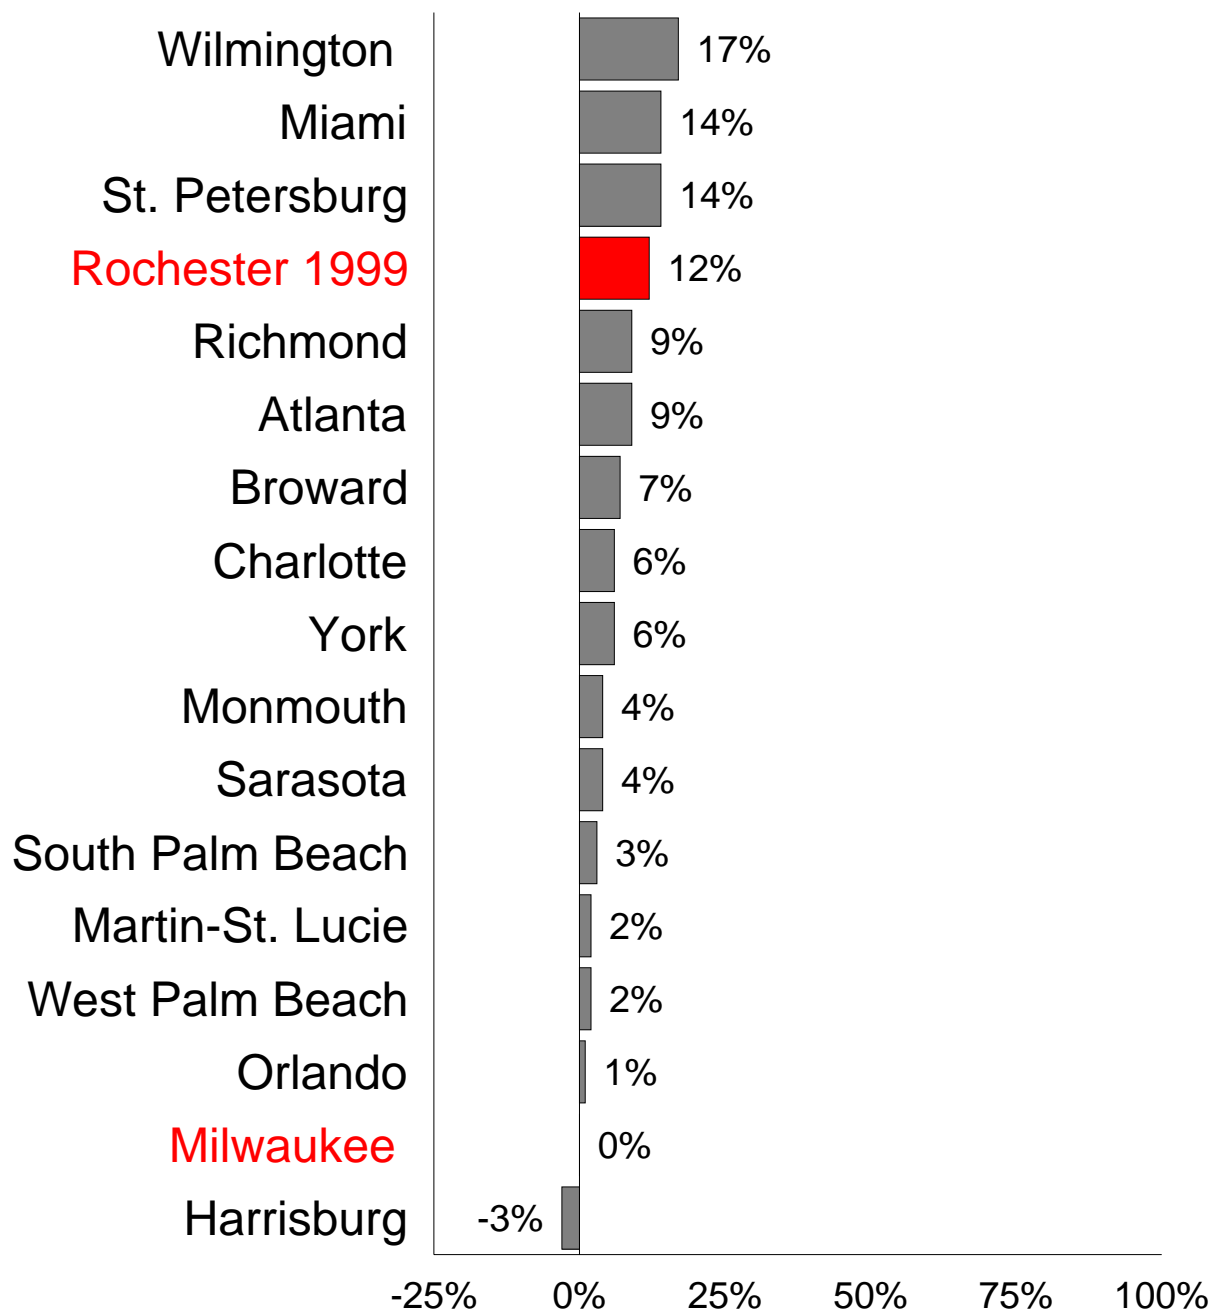 Wilmington 17%
Miami 14%
St. Petersburg 14%
Rochester 1999 12%
Richmond 9%
Atlanta 9%
Broward 7%
Charlotte 6%
York 6%
Monmouth 4%
Sarasota 4%
South Palm Beach 3%
Martin-St. Lucie 2%
West Palm Beach 2%
Orlando 1%
Milwaukee 0%
Harrisburg -3%
-25% 0% 25% 50% 75% 100%